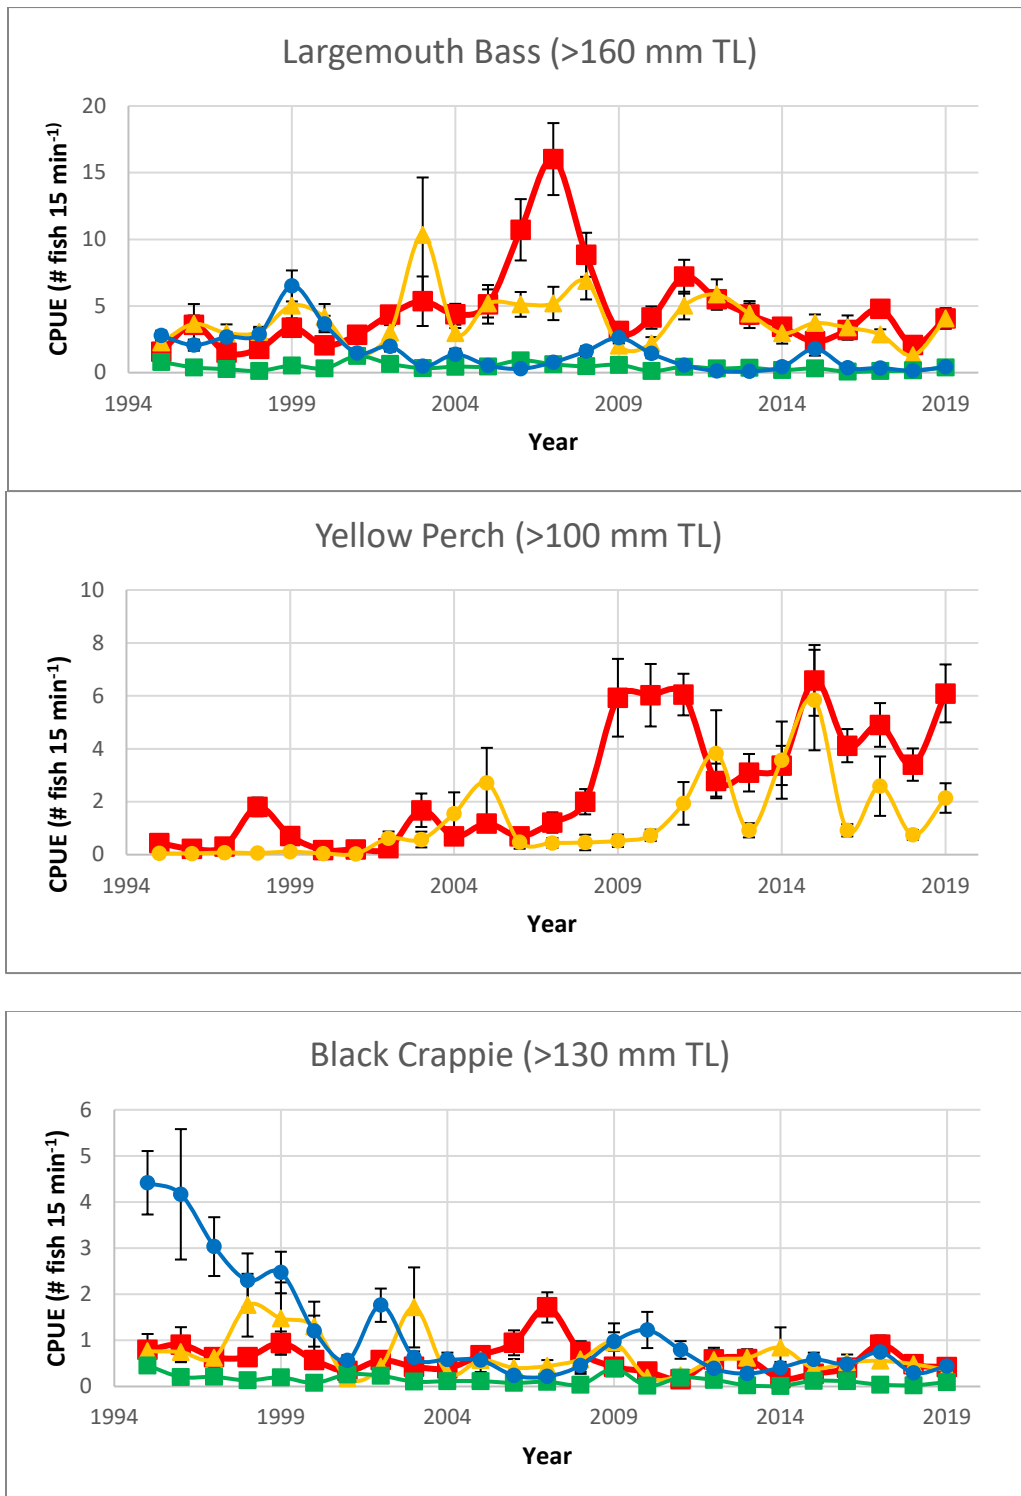 Largemouth Bass (>160 mm TL)
CPUE (# fish 15 min⁻¹)
20
15
10
5
0
1994 1999 2004 2009 2014 2019
Year
Yellow Perch (>100 mm TL)
CPUE (# fish 15 min⁻¹)
10
8
6
4
2
0
1994 1999 2004 2009 2014 2019
Year
Black Crappie (>130 mm TL)
CPUE (# fish 15 min⁻¹)
6
5
4
3
2
1
0
1994 1999 2004 2009 2014 2019
Year